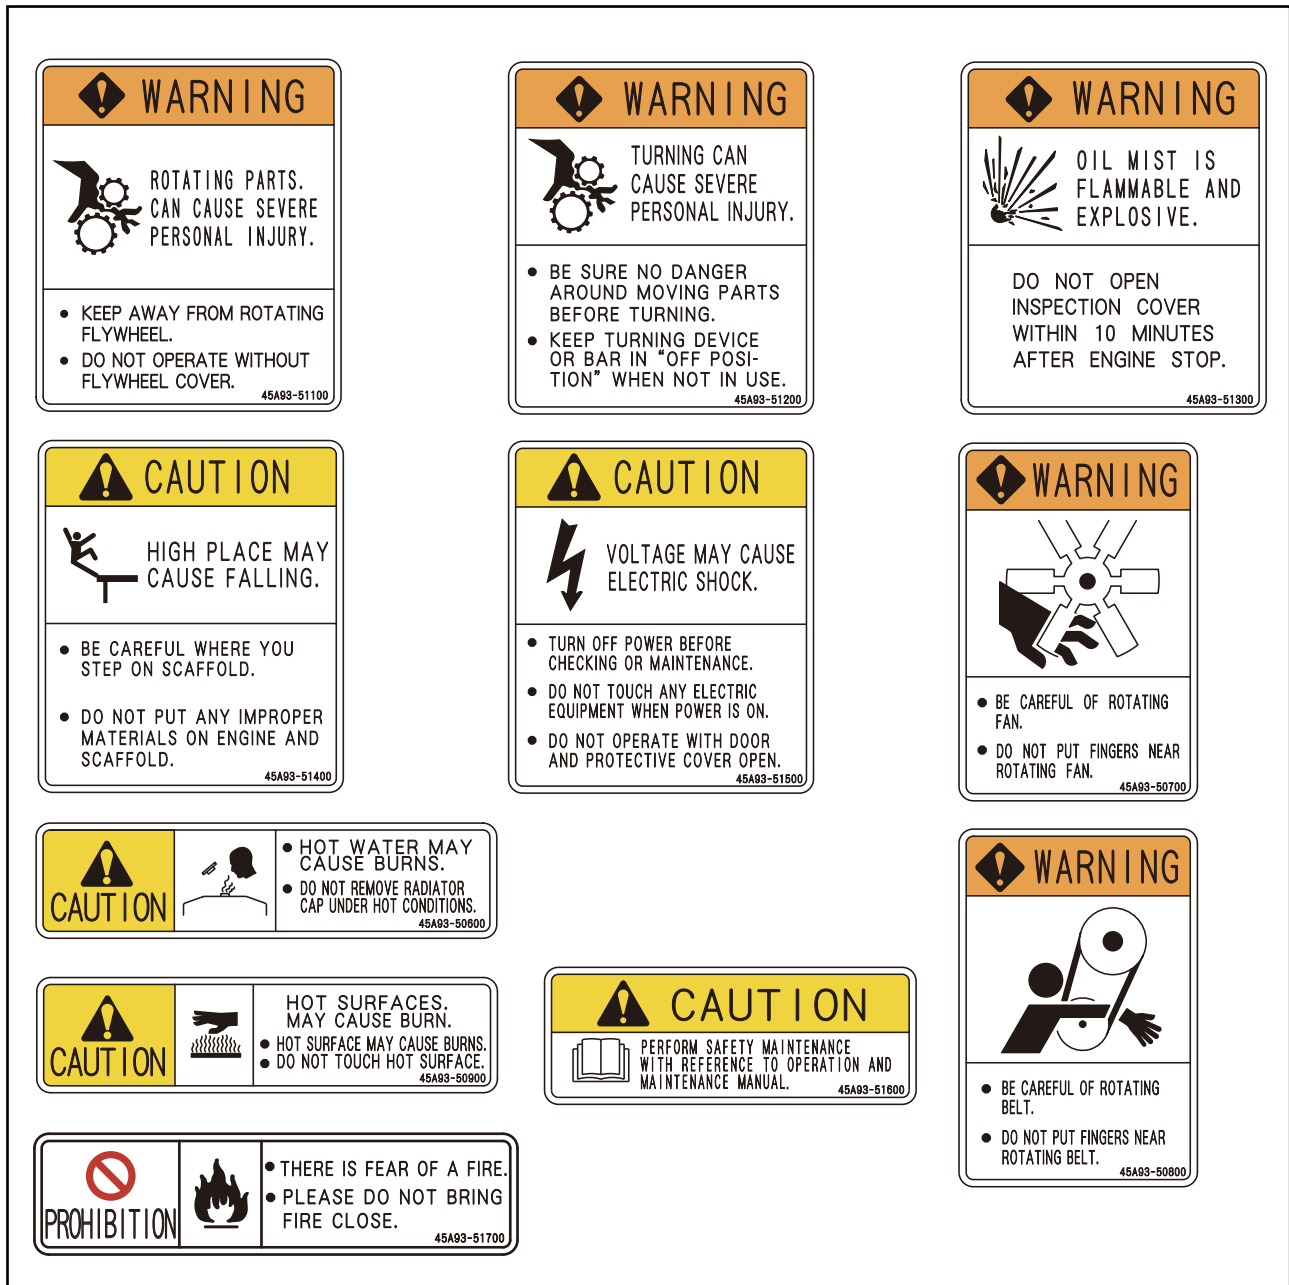 WARNING
ROTATING PARTS.
CAN CAUSE SEVERE
PERSONAL INJURY.
● KEEP AWAY FROM ROTATING
FLYWHEEL.
● DO NOT OPERATE WITHOUT
FLYWHEEL COVER.
45A93-51100
WARNING
TURNING CAN
CAUSE SEVERE
PERSONAL INJURY.
● BE SURE NO DANGER
AROUND MOVING PARTS
BEFORE TURNING.
● KEEP TURNING DEVICE
OR BAR IN “OFF POSI-
TION” WHEN NOT IN USE.
45A93-51200
WARNING
OIL MIST IS
FLAMMABLE AND
EXPLOSIVE.
DO NOT OPEN
INSPECTION COVER
WITHIN 10 MINUTES
AFTER ENGINE STOP.
45A93-51300
CAUTION
HIGH PLACE MAY
CAUSE FALLING.
● BE CAREFUL WHERE YOU
STEP ON SCAFFOLD.
● DO NOT PUT ANY IMPROPER
MATERIALS ON ENGINE AND
SCAFFOLD.
45A93-51400
CAUTION
VOLTAGE MAY CAUSE
ELECTRIC SHOCK.
● TURN OFF POWER BEFORE
CHECKING OR MAINTENANCE.
● DO NOT TOUCH ANY ELECTRIC
EQUIPMENT WHEN POWER IS ON.
● DO NOT OPERATE WITH DOOR
AND PROTECTIVE COVER OPEN.
45A93-51500
WARNING
● BE CAREFUL OF ROTATING
FAN.
● DO NOT PUT FINGERS NEAR
ROTATING FAN.
45A93-50700
CAUTION
● HOT WATER MAY
CAUSE BURNS.
● DO NOT REMOVE RADIATOR
CAP UNDER HOT CONDITIONS.
45A93-50600
CAUTION
HOT SURFACES.
MAY CAUSE BURN.
● HOT SURFACE MAY CAUSE BURNS.
● DO NOT TOUCH HOT SURFACE.
45A93-50900
CAUTION
PERFORM SAFETY MAINTENANCE
WITH REFERENCE TO OPERATION AND
MAINTENANCE MANUAL.
45A93-51600
WARNING
● BE CAREFUL OF ROTATING
BELT.
● DO NOT PUT FINGERS NEAR
ROTATING BELT.
45A93-50800
PROHIBITION
● THERE IS FEAR OF A FIRE.
● PLEASE DO NOT BRING
FIRE CLOSE.
45A93-51700